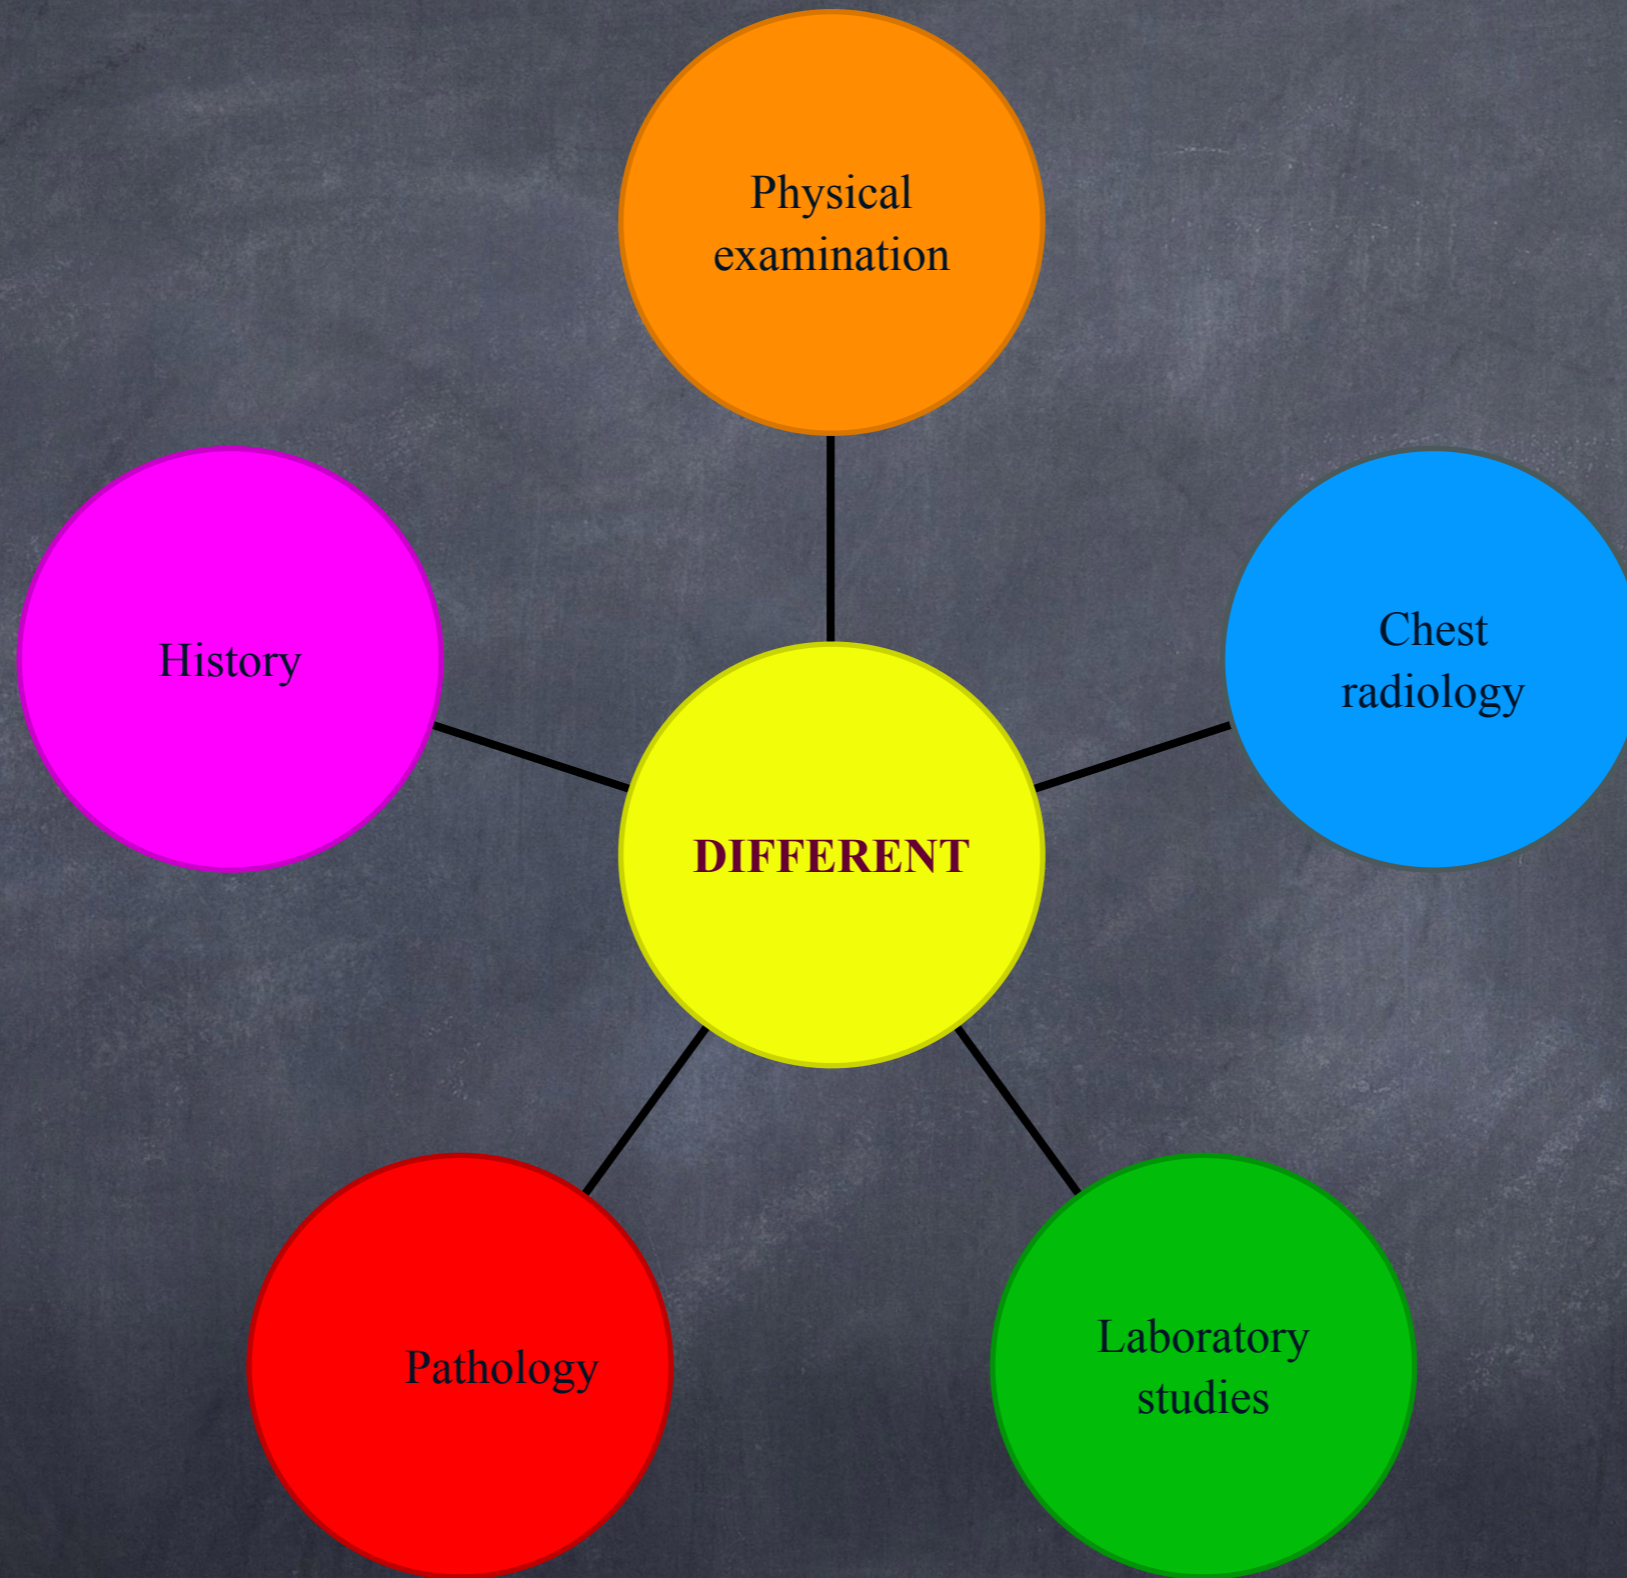 Physical
examination
History
Chest
radiology
DIFFERENT
Pathology
Laboratory
studies